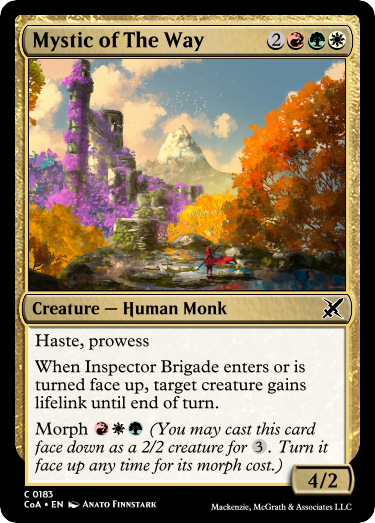 Mystic of The Way 2
Creature — Human Monk
Haste, prowess
When Inspector Brigade enters or is
turned face up, target creature gains
lifelink until end of turn.
Morph (You may cast this card
face down as a 2/2 creature for 3. Turn it
face up any time for its morph cost.)
4/2
C 0183
CoA • EN Anato Finnstark
Mackenzie, McGrath & Associates LLC